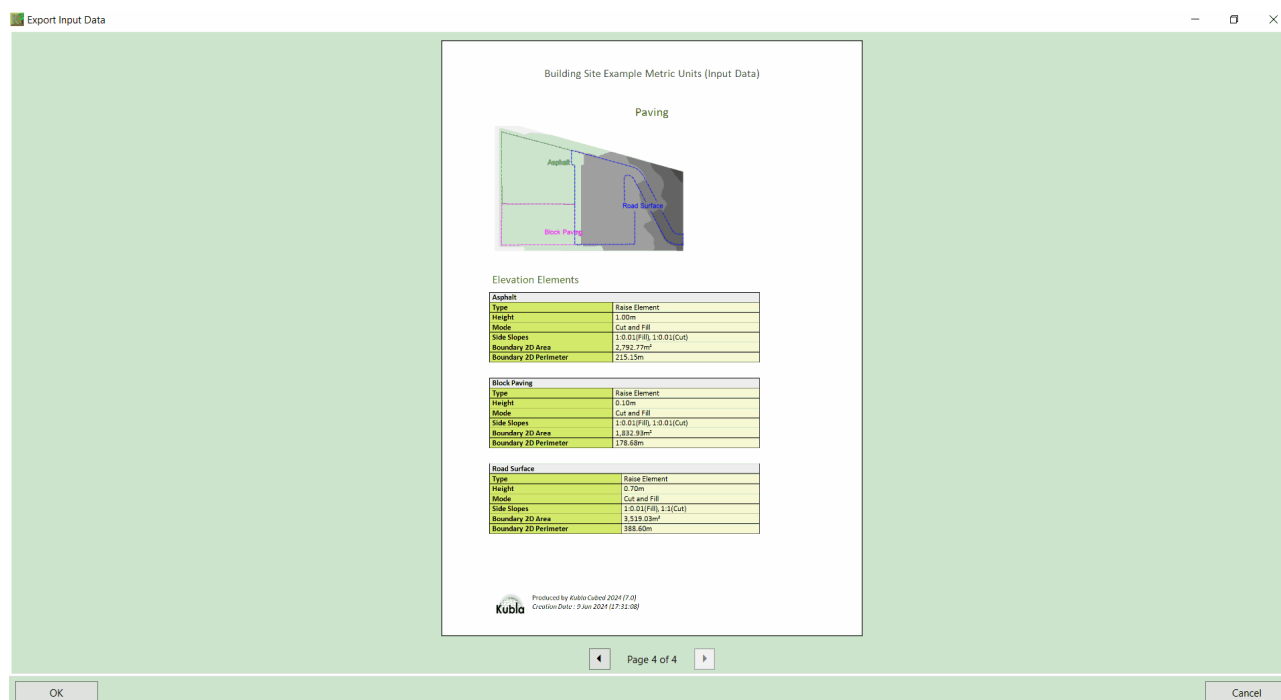 Export Input Data
Building Site Example Metric Units (Input Data)
Paving
Asphalt
Road Surface
Block Paving
Elevation Elements
Asphalt
Type Raise Element
Height 1.00m
Mode Cut and Fill
Side Slopes 1:0.01(Fill), 1:0.01(Cut)
Boundary 2D Area 2,792.77m²
Boundary 2D Perimeter 215.15m
Block Paving
Type Raise Element
Height 0.10m
Mode Cut and Fill
Side Slopes 1:0.01(Fill), 1:0.01(Cut)
Boundary 2D Area 1,832.93m²
Boundary 2D Perimeter 178.68m
Road Surface
Type Raise Element
Height 0.70m
Mode Cut and Fill
Side Slopes 1:0.01(Fill), 1:1(Cut)
Boundary 2D Area 3,519.03m²
Boundary 2D Perimeter 388.60m
Kubla
Produced by Kubla Cubed 2024 (7.0)
Creation Date : 9 Jan 2024 (17:31:08)
Page 4 of 4
OK
Cancel